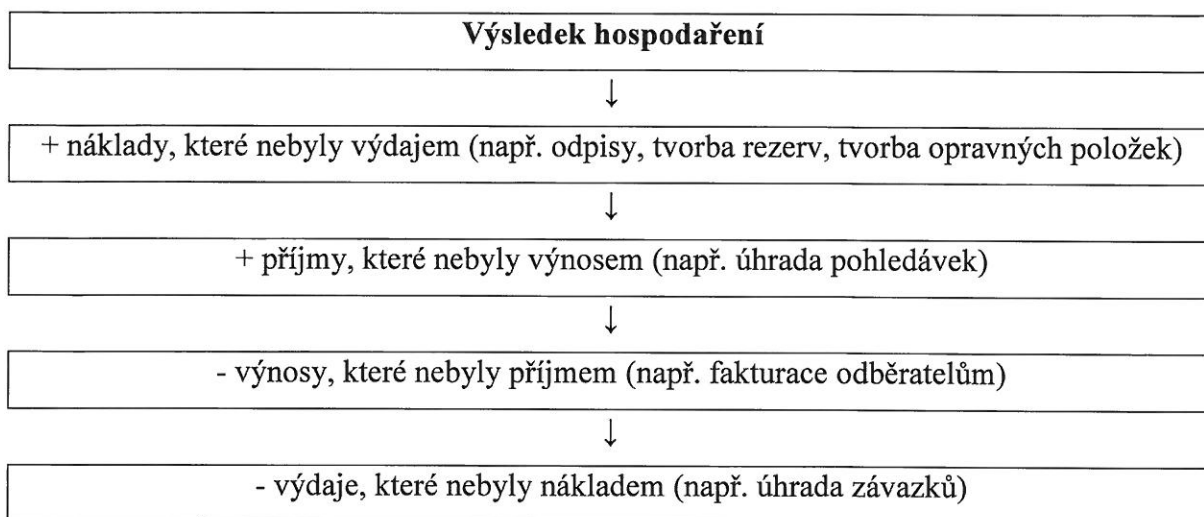 Výsledek hospodaření
↓
+ náklady, které nebyly výdajem (např. odpisy, tvorba rezerv, tvorba opravných položek)
↓
+ příjmy, které nebyly výnosem (např. úhrada pohledávek)
↓
- výnosy, které nebyly příjmem (např. fakturace odběratelům)
↓
- výdaje, které nebyly nákladem (např. úhrada závazků)